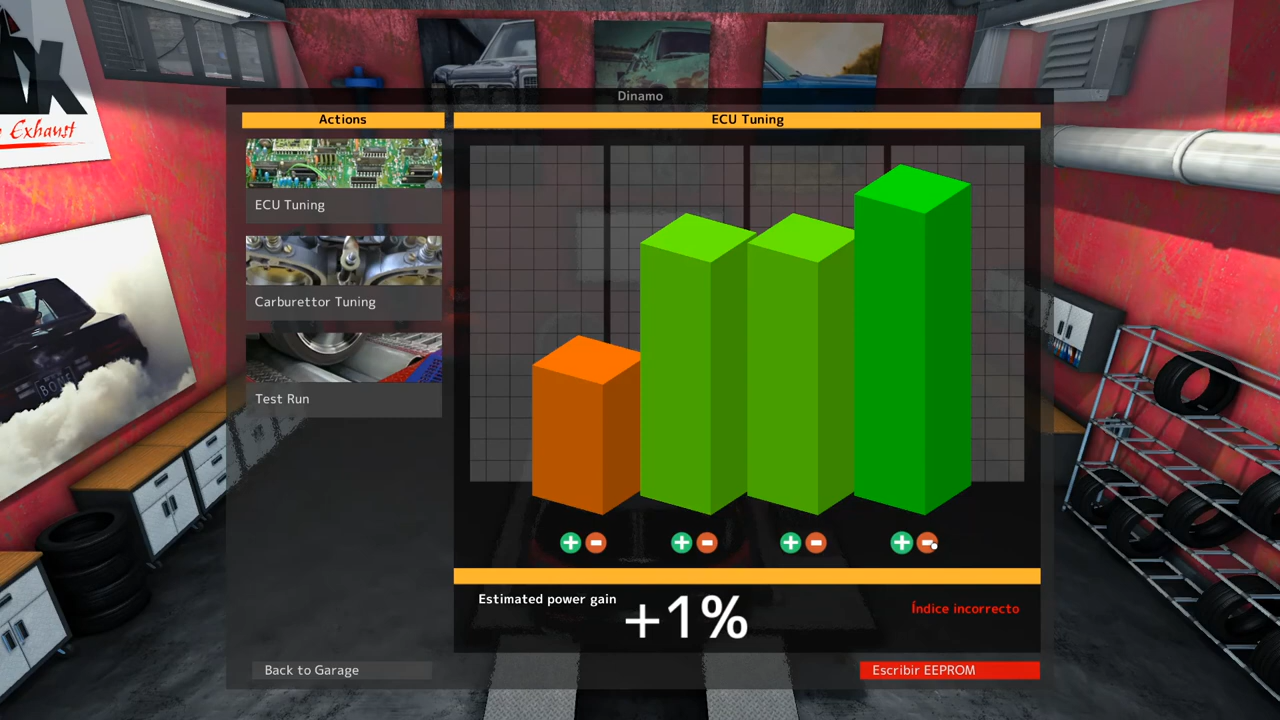 Dinamo
Actions
ECU Tuning
ECU Tuning
Carburettor Tuning
Test Run
Exhaust
Estimated power gain
+1%
Índice incorrecto
Back to Garage
Escribir EEPROM